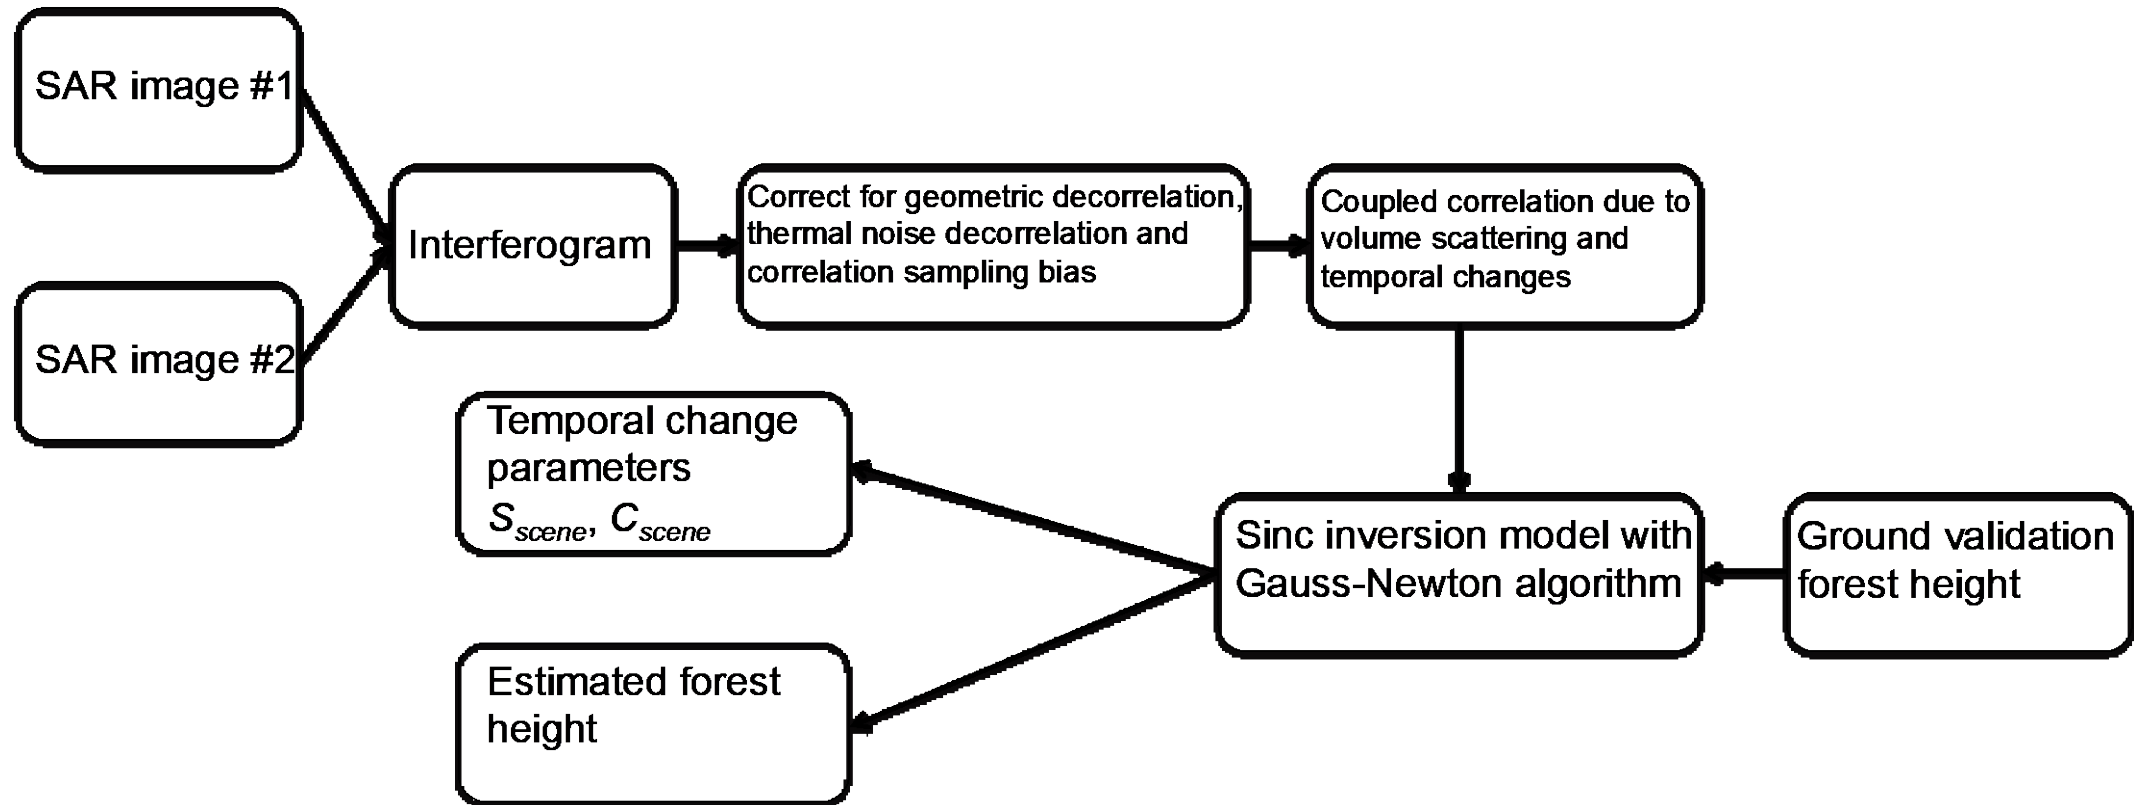 SAR image #1
SAR image #2
Interferogram
Correct for geometric decorrelation,
thermal noise decorrelation and
correlation sampling bias
Coupled correlation due to
volume scattering and
temporal changes
Temporal change
parameters
S_scene, C_scene
Sinc inversion model with
Gauss-Newton algorithm
Ground validation
forest height
Estimated forest
height